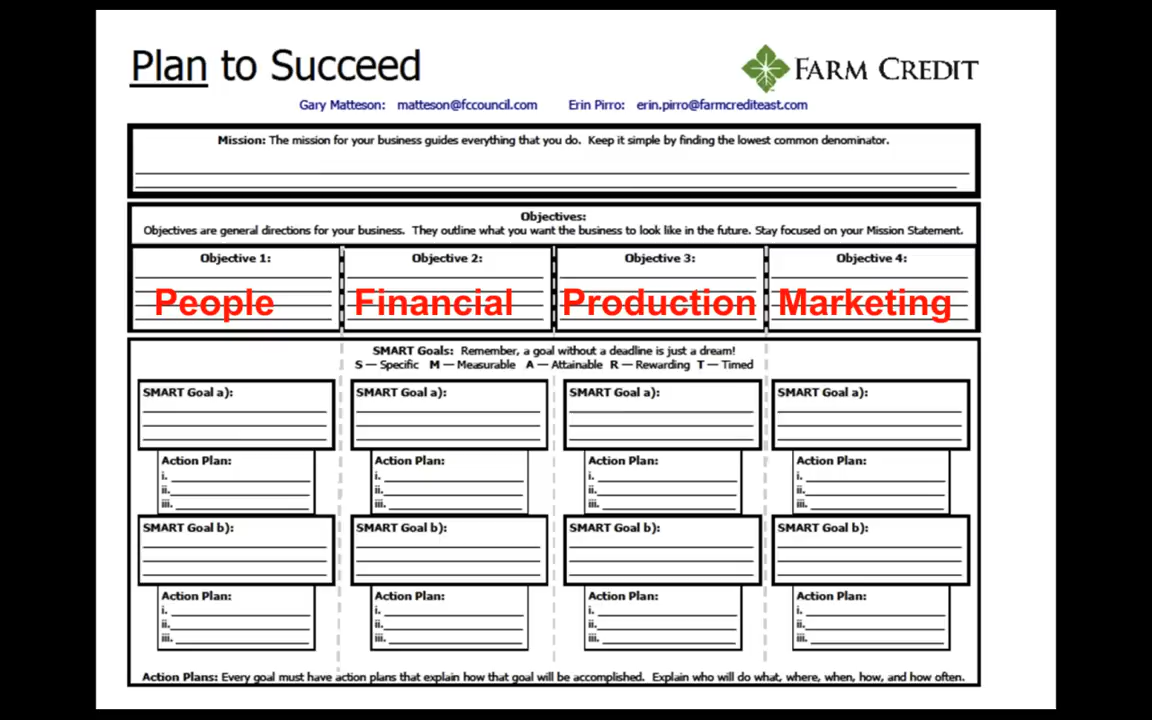 Plan to Succeed
FARM CREDIT
Gary Matteson: matteson@fccouncil.com Erin Pirro: erin.pirro@farmcrediteast.com
Mission: The mission for your business guides everything that you do. Keep it simple by finding the lowest common denominator.
Objectives:
Objectives are general directions for your business. They outline what you want the business to look like in the future. Stay focused on your Mission Statement.
Objective 1: Objective 2: Objective 3: Objective 4:
People Financial Production Marketing
SMART Goals: Remember, a goal without a deadline is just a dream!
S — Specific M — Measurable A — Attainable R — Rewarding T — Timed
SMART Goal a): SMART Goal a): SMART Goal a): SMART Goal a):
Action Plan: Action Plan: Action Plan: Action Plan:
i. i. i. i.
ii. ii. ii. ii.
iii. iii. iii. iii.
SMART Goal b): SMART Goal b): SMART Goal b): SMART Goal b):
Action Plan: Action Plan: Action Plan: Action Plan:
i. i. i. i.
ii. ii. ii. ii.
iii. iii. iii. iii.
Action Plans: Every goal must have action plans that explain how that goal will be accomplished. Explain who will do what, where, when, how, and how often.